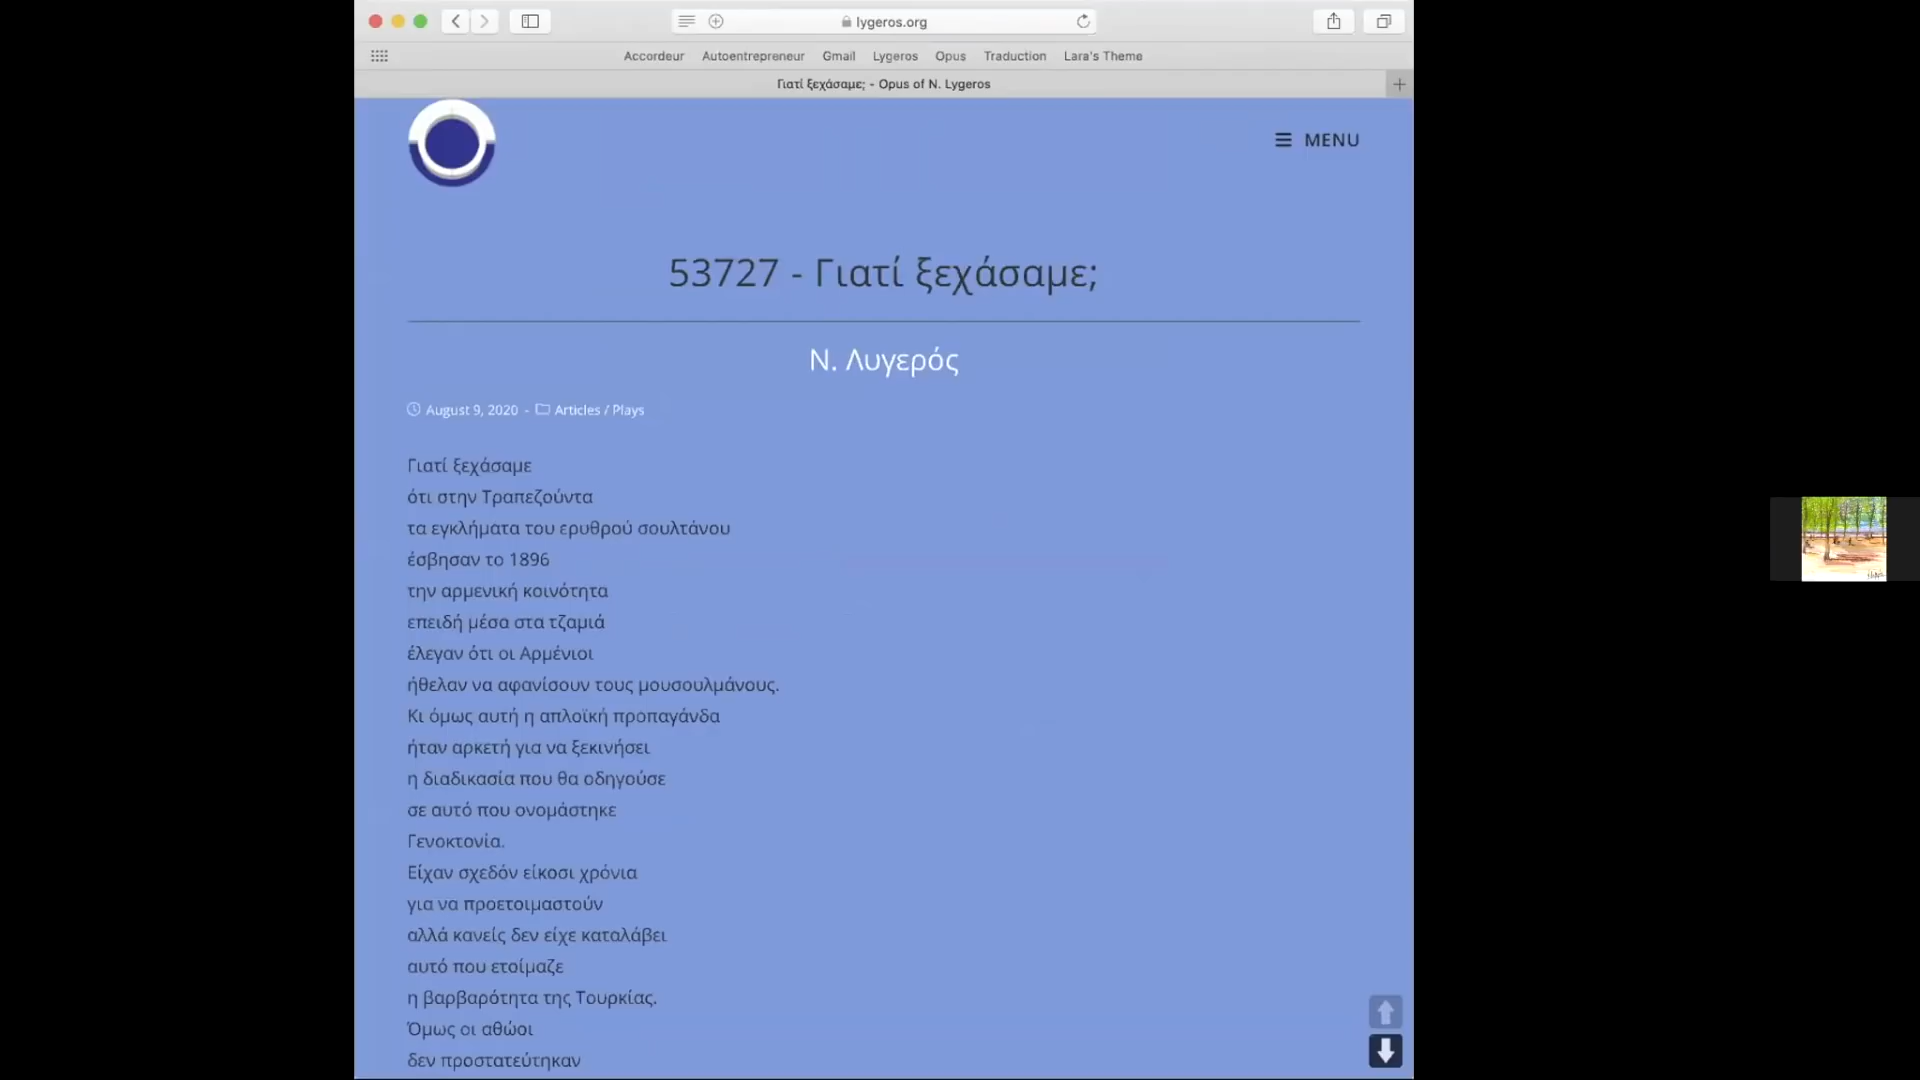 lygeros.org
Accordeur Autoentrepreneur Gmail Lygeros Opus Traduction Lara's Theme
Γιατί ξεχάσαμε; - Opus of N. Lygeros
MENU
53727 - Γιατί ξεχάσαμε;
Ν. Λυγερός
August 9, 2020 - Articles / Plays
Γιατί ξεχάσαμε
ότι στην Τραπεζούντα
τα εγκλήματα του ερυθρού σουλτάνου
έσβησαν το 1896
την αρμενική κοινότητα
επειδή μέσα στα τζαμιά
έλεγαν ότι οι Αρμένιοι
ήθελαν να αφανίσουν τους μουσουλμάνους.
Κι όμως αυτή η απλοϊκή προπαγάνδα
ήταν αρκετή για να ξεκινήσει
η διαδικασία που θα οδηγούσε
σε αυτό που ονομάστηκε
Γενοκτονία.
Είχαν σχεδόν είκοσι χρόνια
για να προετοιμαστούν
αλλά κανείς δεν είχε καταλάβει
αυτό που ετοίμαζε
η βαρβαρότητα της Τουρκίας.
Όμως οι αθώοι
δεν προστατεύτηκαν